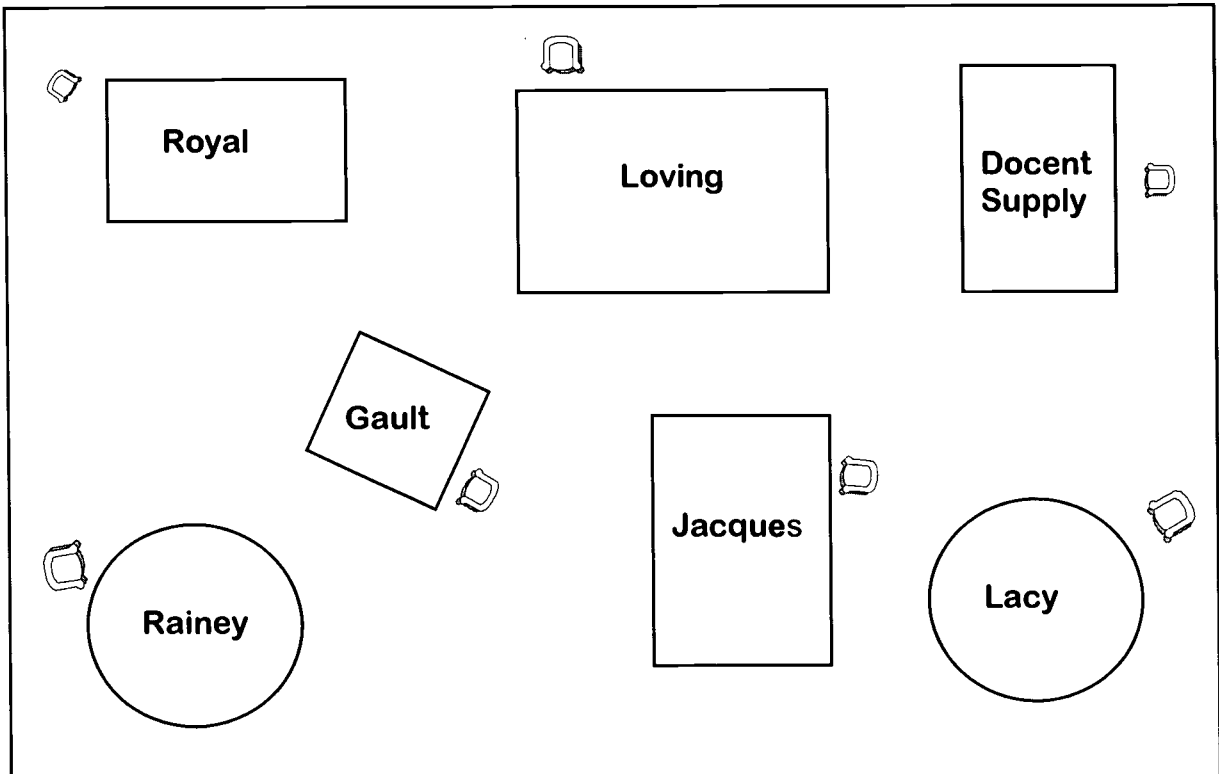 Royal
Loving
Docent
Supply
Gault
Jacques
Rainey
Lacy